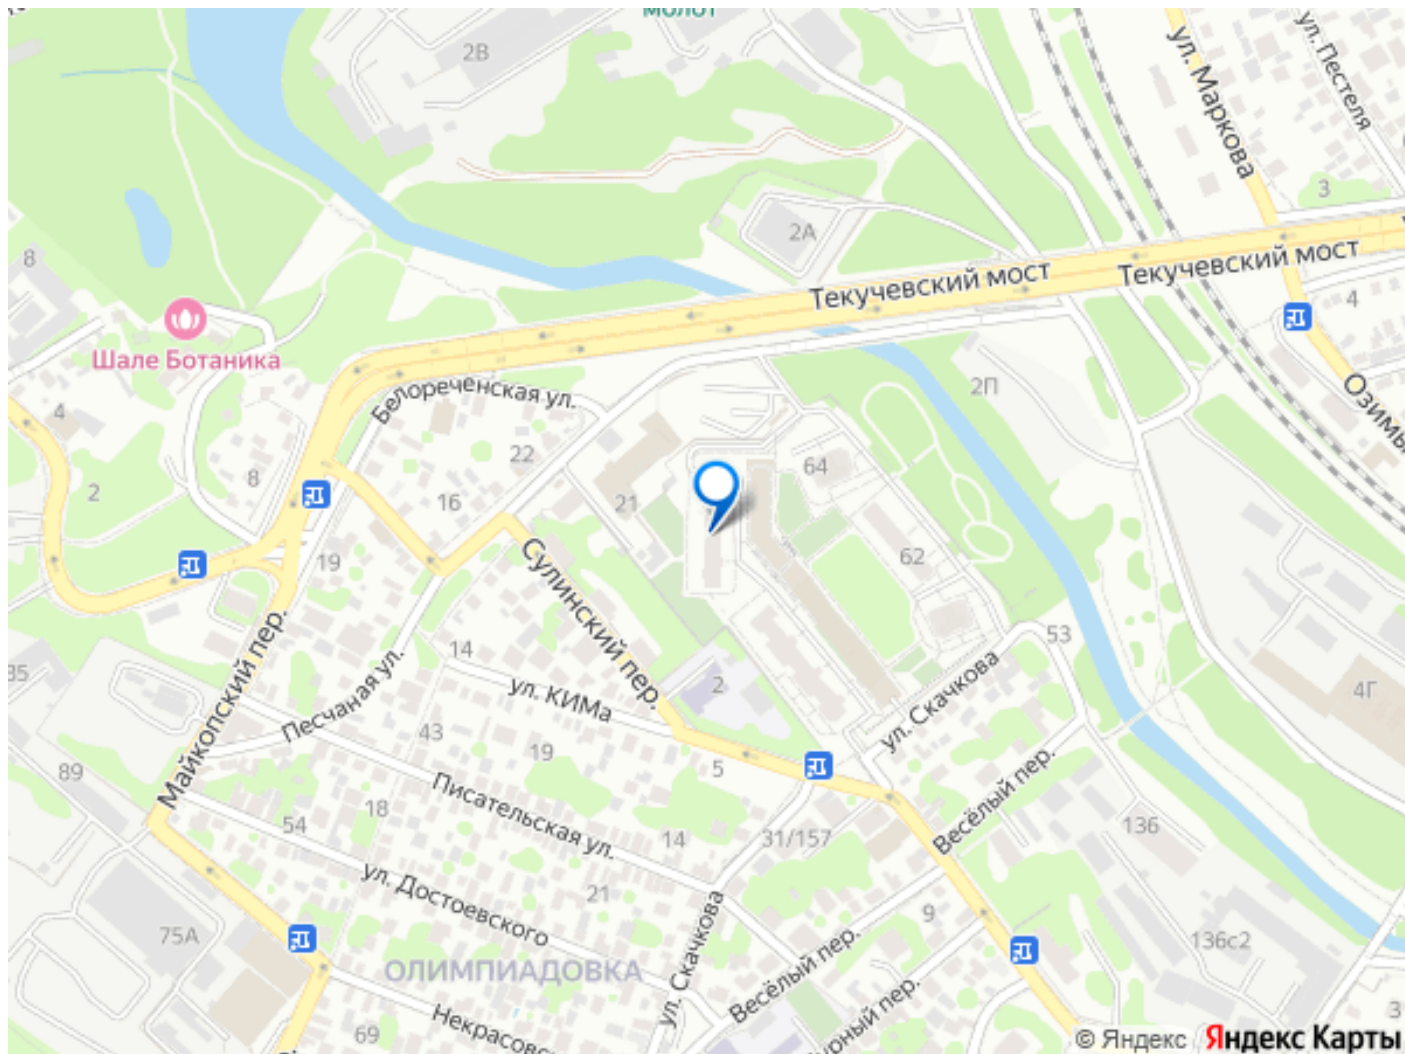 МОЛОТ
2В
ул. Маркова
ул. Пестеля
3
2А
8
Текучевский мост
Текучевский мост
4
Шале Ботаника
2П
Белореченская ул.
4
22
64
8
2
16
21
62
19
Сулинский пер.
53
Майкопский пер.
14
ул. КИМа
2
ул. Скачкова
4Г
Песчаная ул.
43
19
5
89
Писательская ул.
Весёлый пер.
18
54
14
31/157
136
ул. Достоевского
21
9
75А
136с2
ОЛИМПИАДОВКА
ул. Скачкова
Весёлый пер.
69
3
© Яндекс Яндекс Карты